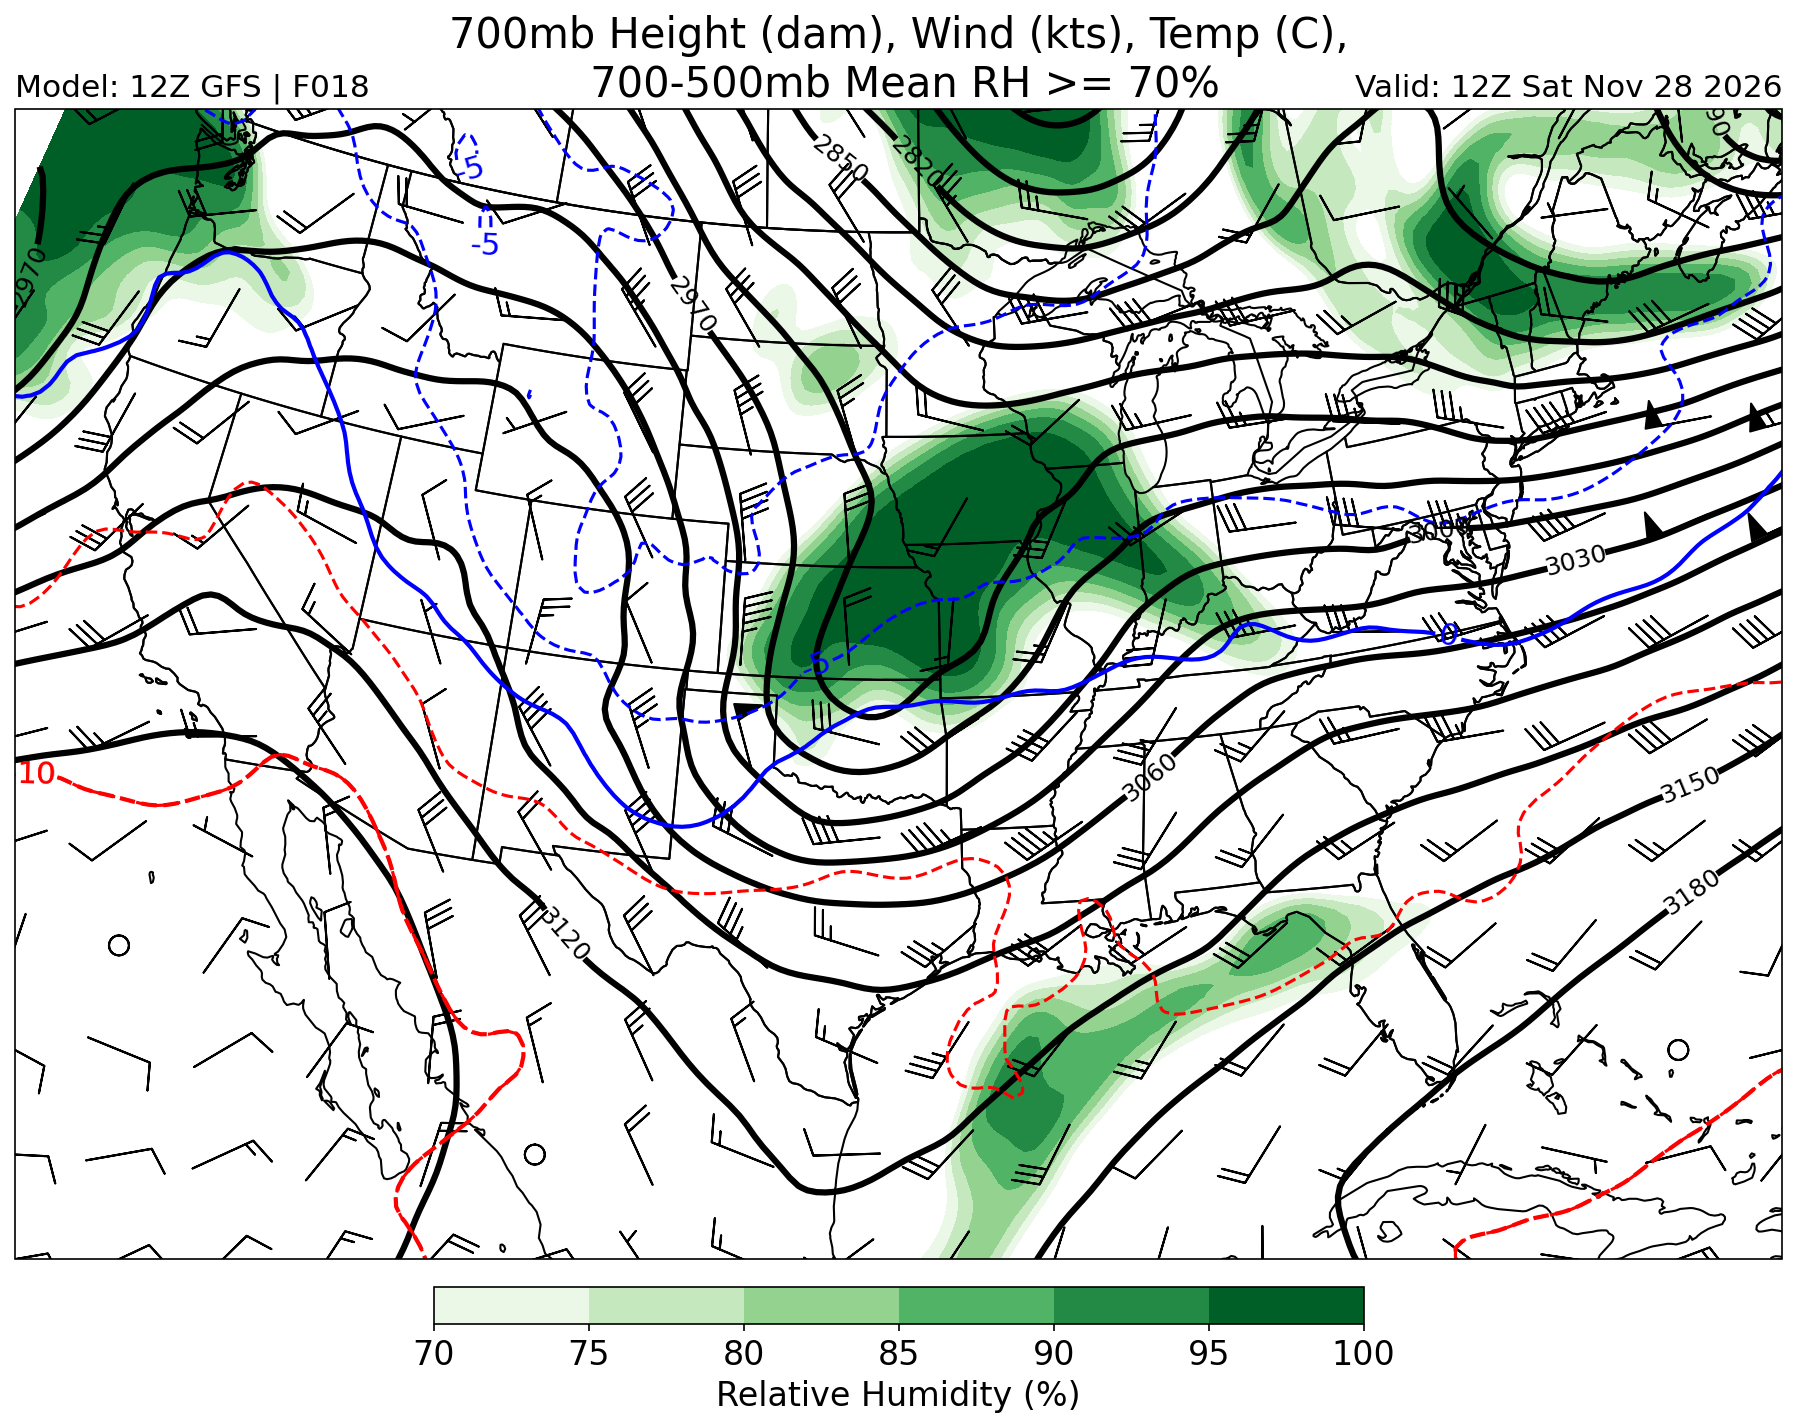 700mb Height (dam), Wind (kts), Temp (C),
700-500mb Mean RH >= 70%
Model: 12Z GFS | F018
Valid: 12Z Sat Nov 28 2026
2850
2820
-5
-5
2970
2970
3000
3030
0
-5
3060
10
3150
3180
3120
70 75 80 85 90 95 100
Relative Humidity (%)